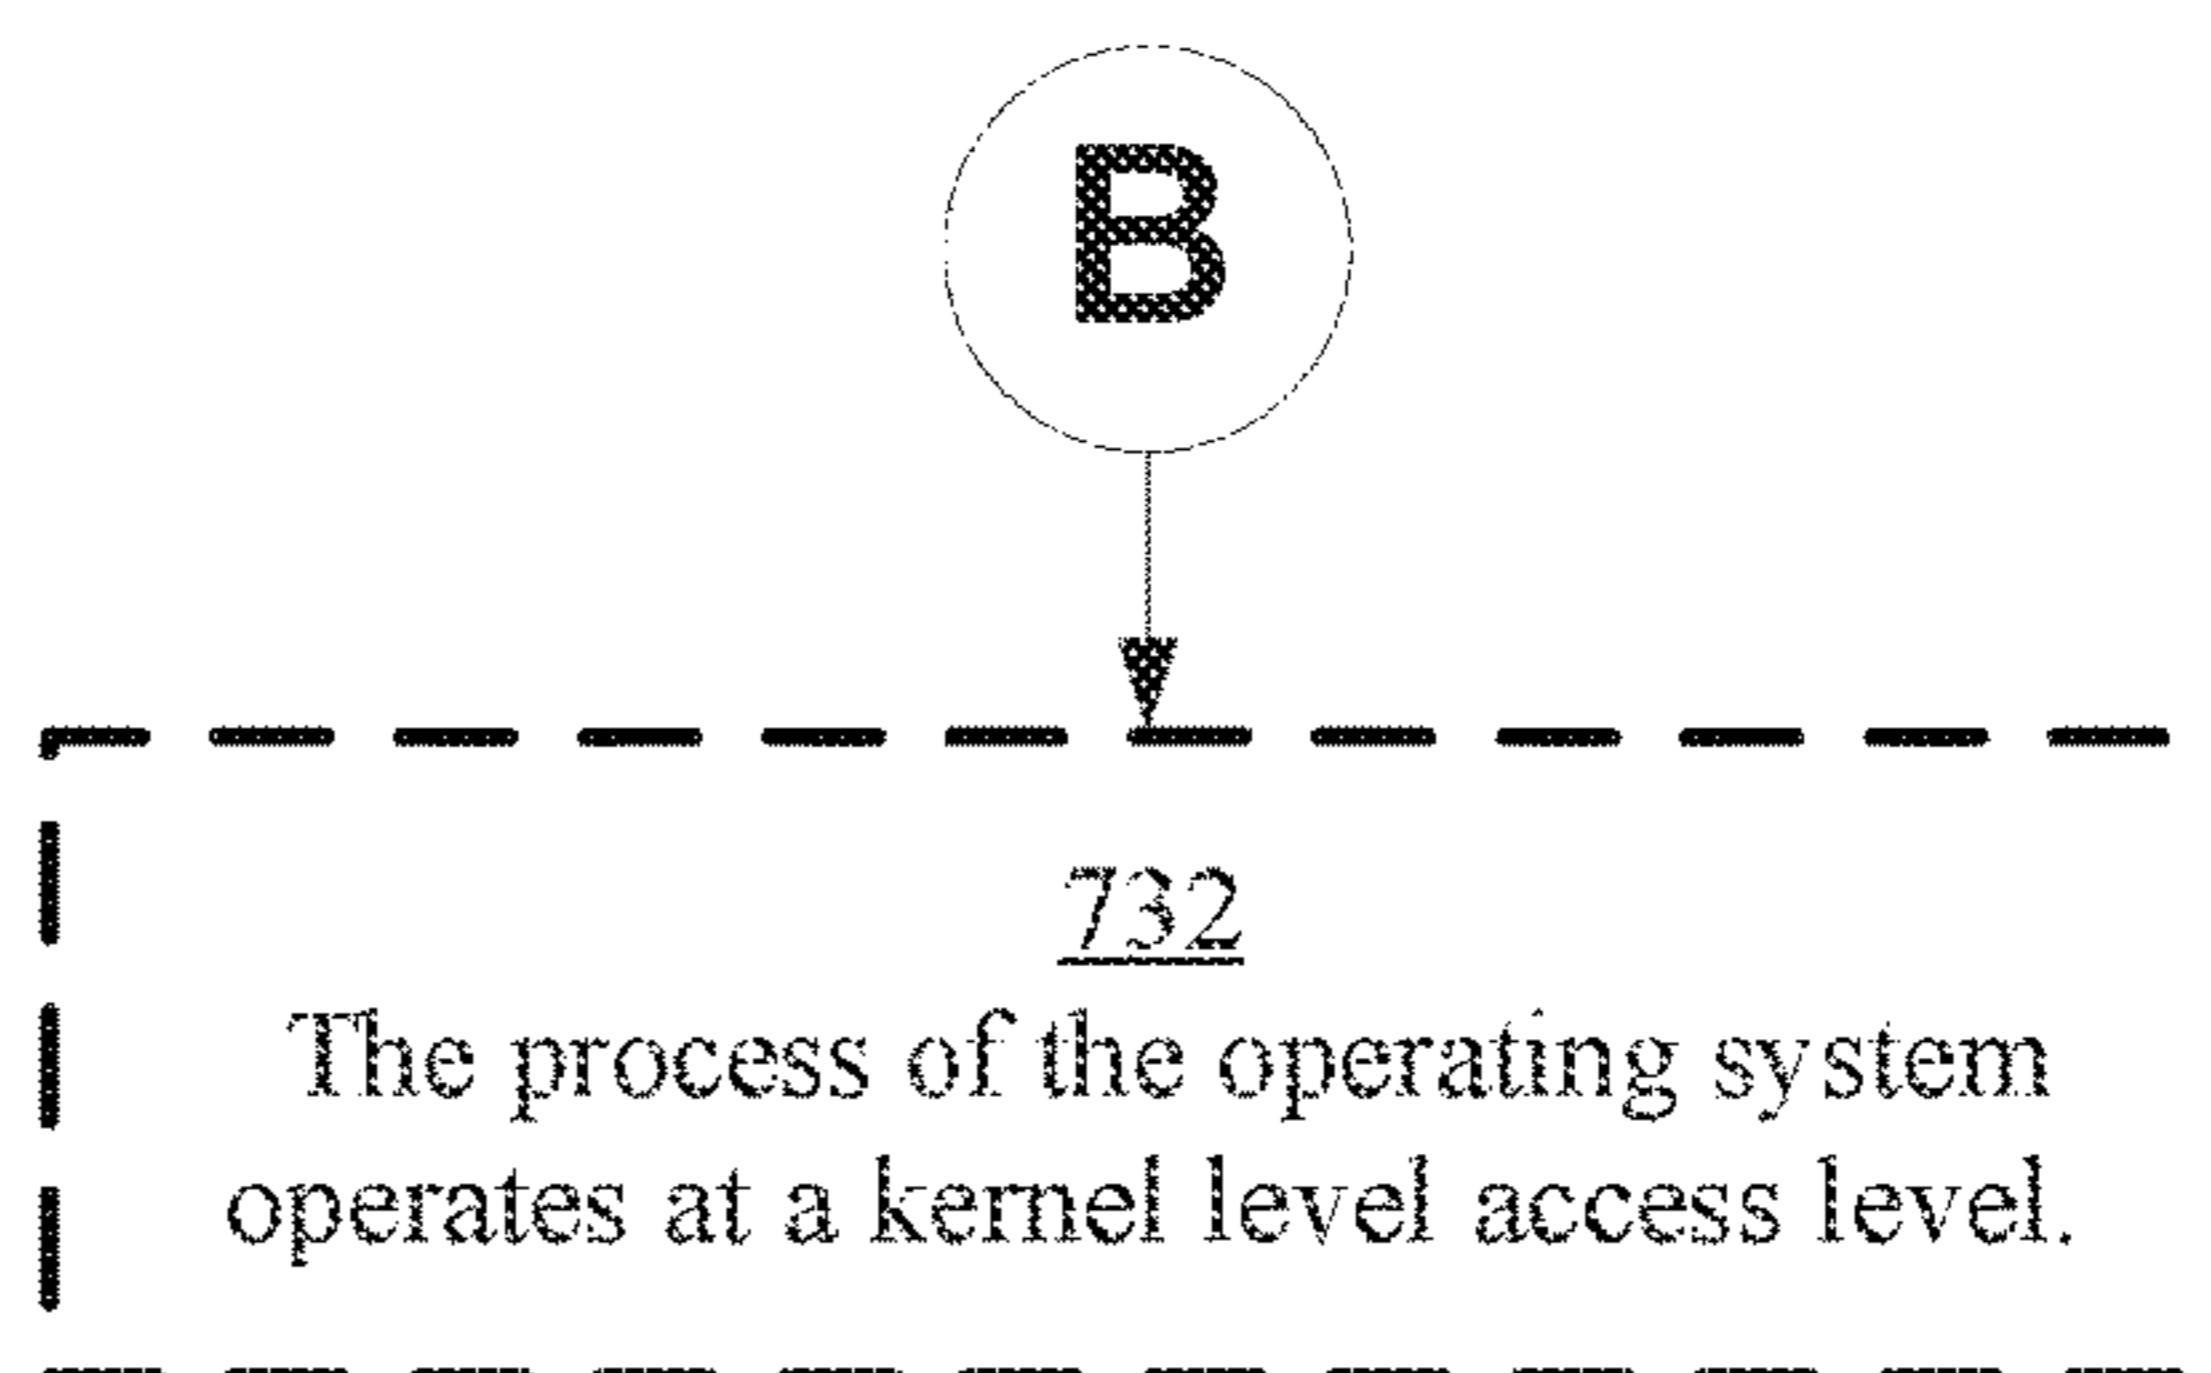 B
732
The process of the operating system
operates at a kernel level access level.